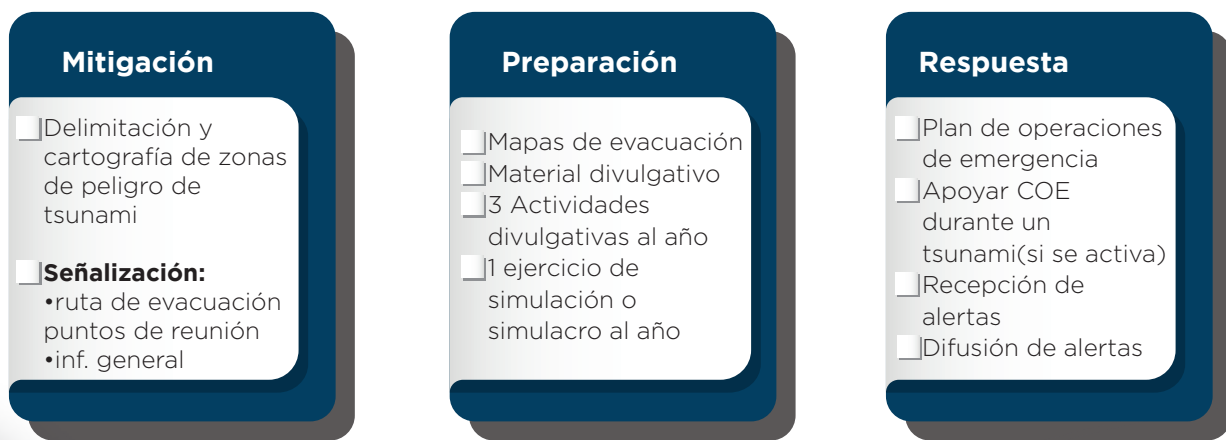 Mitigación
Delimitación y
cartografía de zonas
de peligro de
tsunami
Señalización:
•ruta de evacuación
puntos de reunión
•inf. general
Preparación
Mapas de evacuación
Material divulgativo
3 Actividades
divulgativas al año
1 ejercicio de
simulación o
simulacro al año
Respuesta
Plan de operaciones
de emergencia
Apoyar COE
durante un
tsunami(si se activa)
Recepción de
alertas
Difusión de alertas